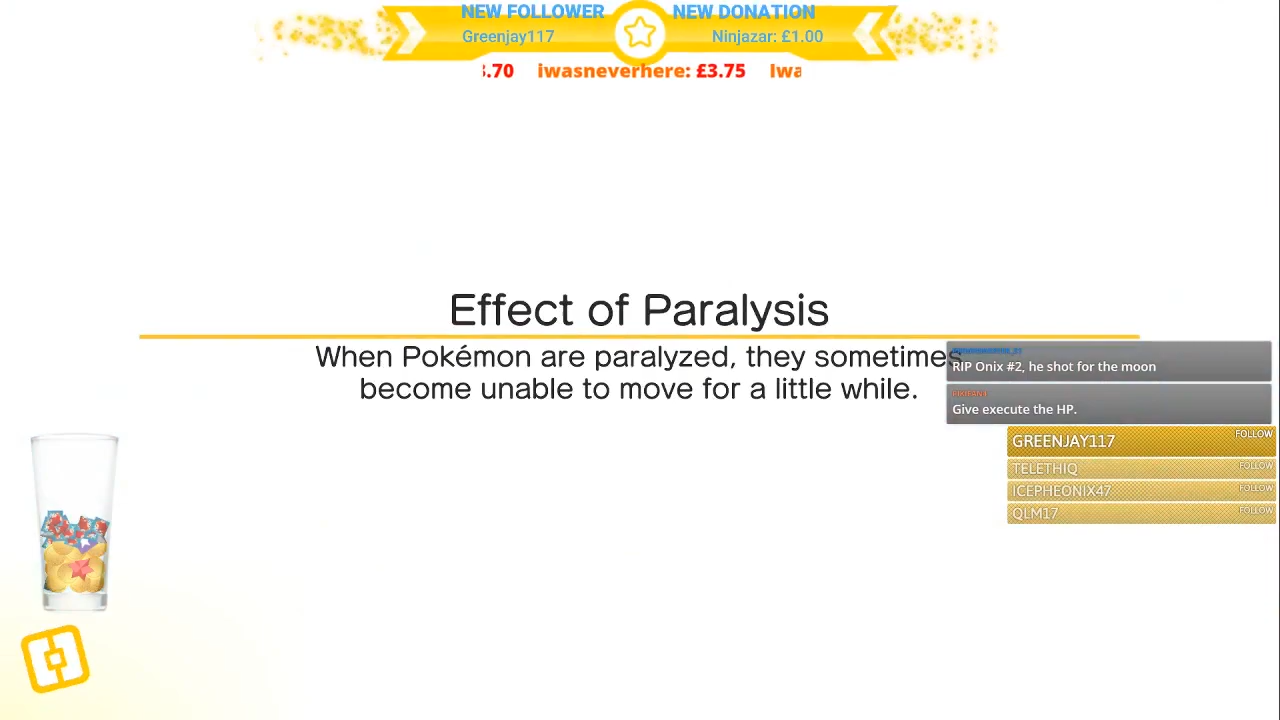 NEW FOLLOWER NEW DONATION
Greenjay117 Ninjazar: £1.00
.70 iwasneverhere: £3.75 Iwa
Effect of Paralysis
When Pokémon are paralyzed, they sometimes
become unable to move for a little while.
RIP Onix #2, he shot for the moon
Give execute the HP.
GREENJAY117 FOLLOW
TELETHIQ FOLLOW
ICEPHEONIX47 FOLLOW
QLM17 FOLLOW